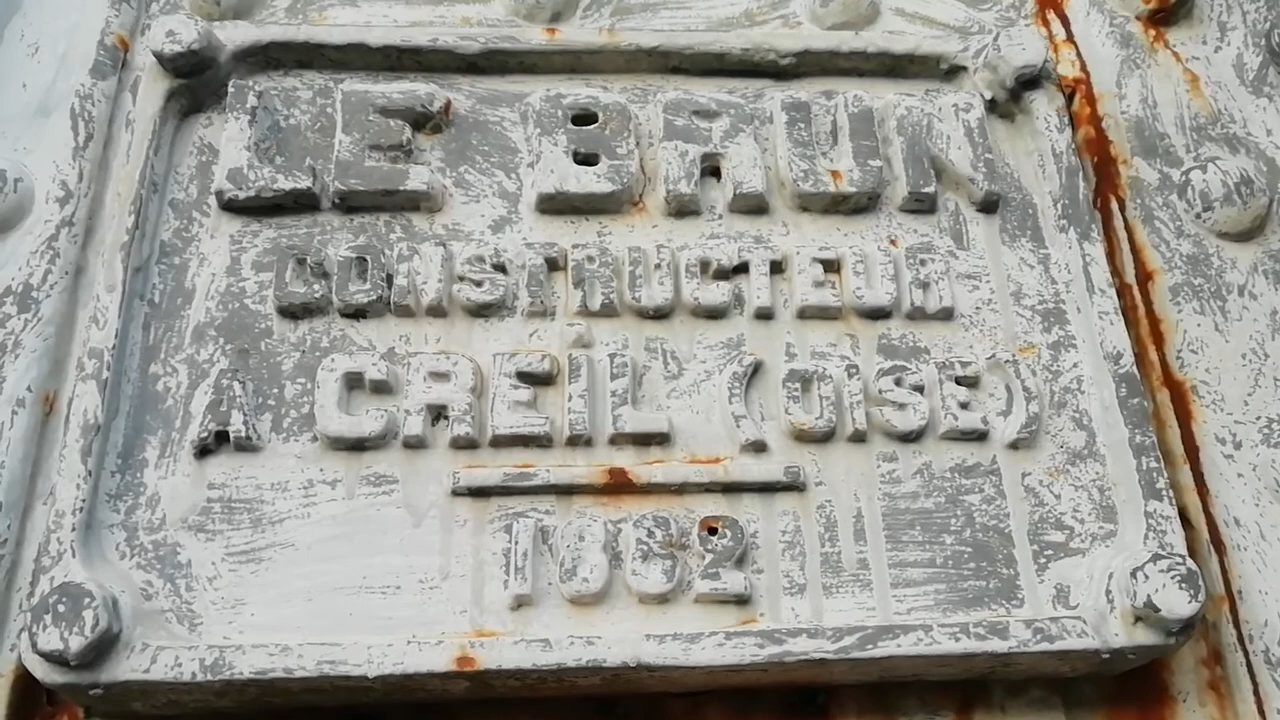 LE BRUN
CONSTRUCTEUR
A CREIL (OISE)
1882